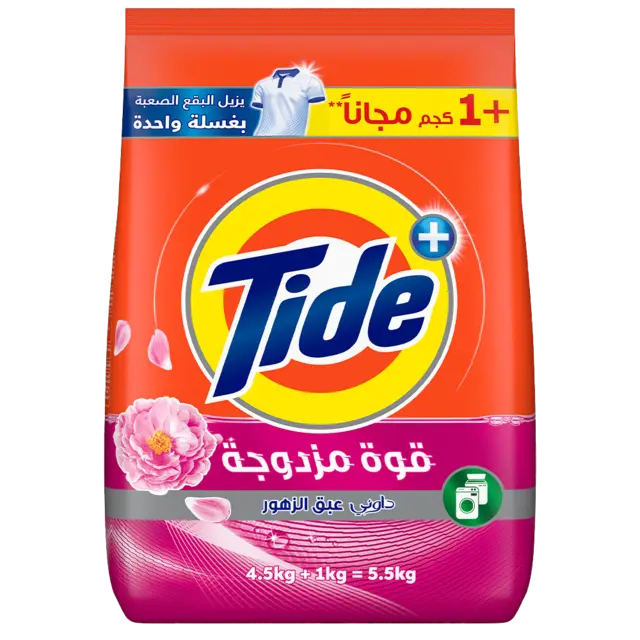 يزيل البقع الصعبة
بغسلة واحدة
+1 كجم مجاناً**
Tide+
قوة مزدوجة
داوني عبق الزهور
4.5kg + 1kg = 5.5kg